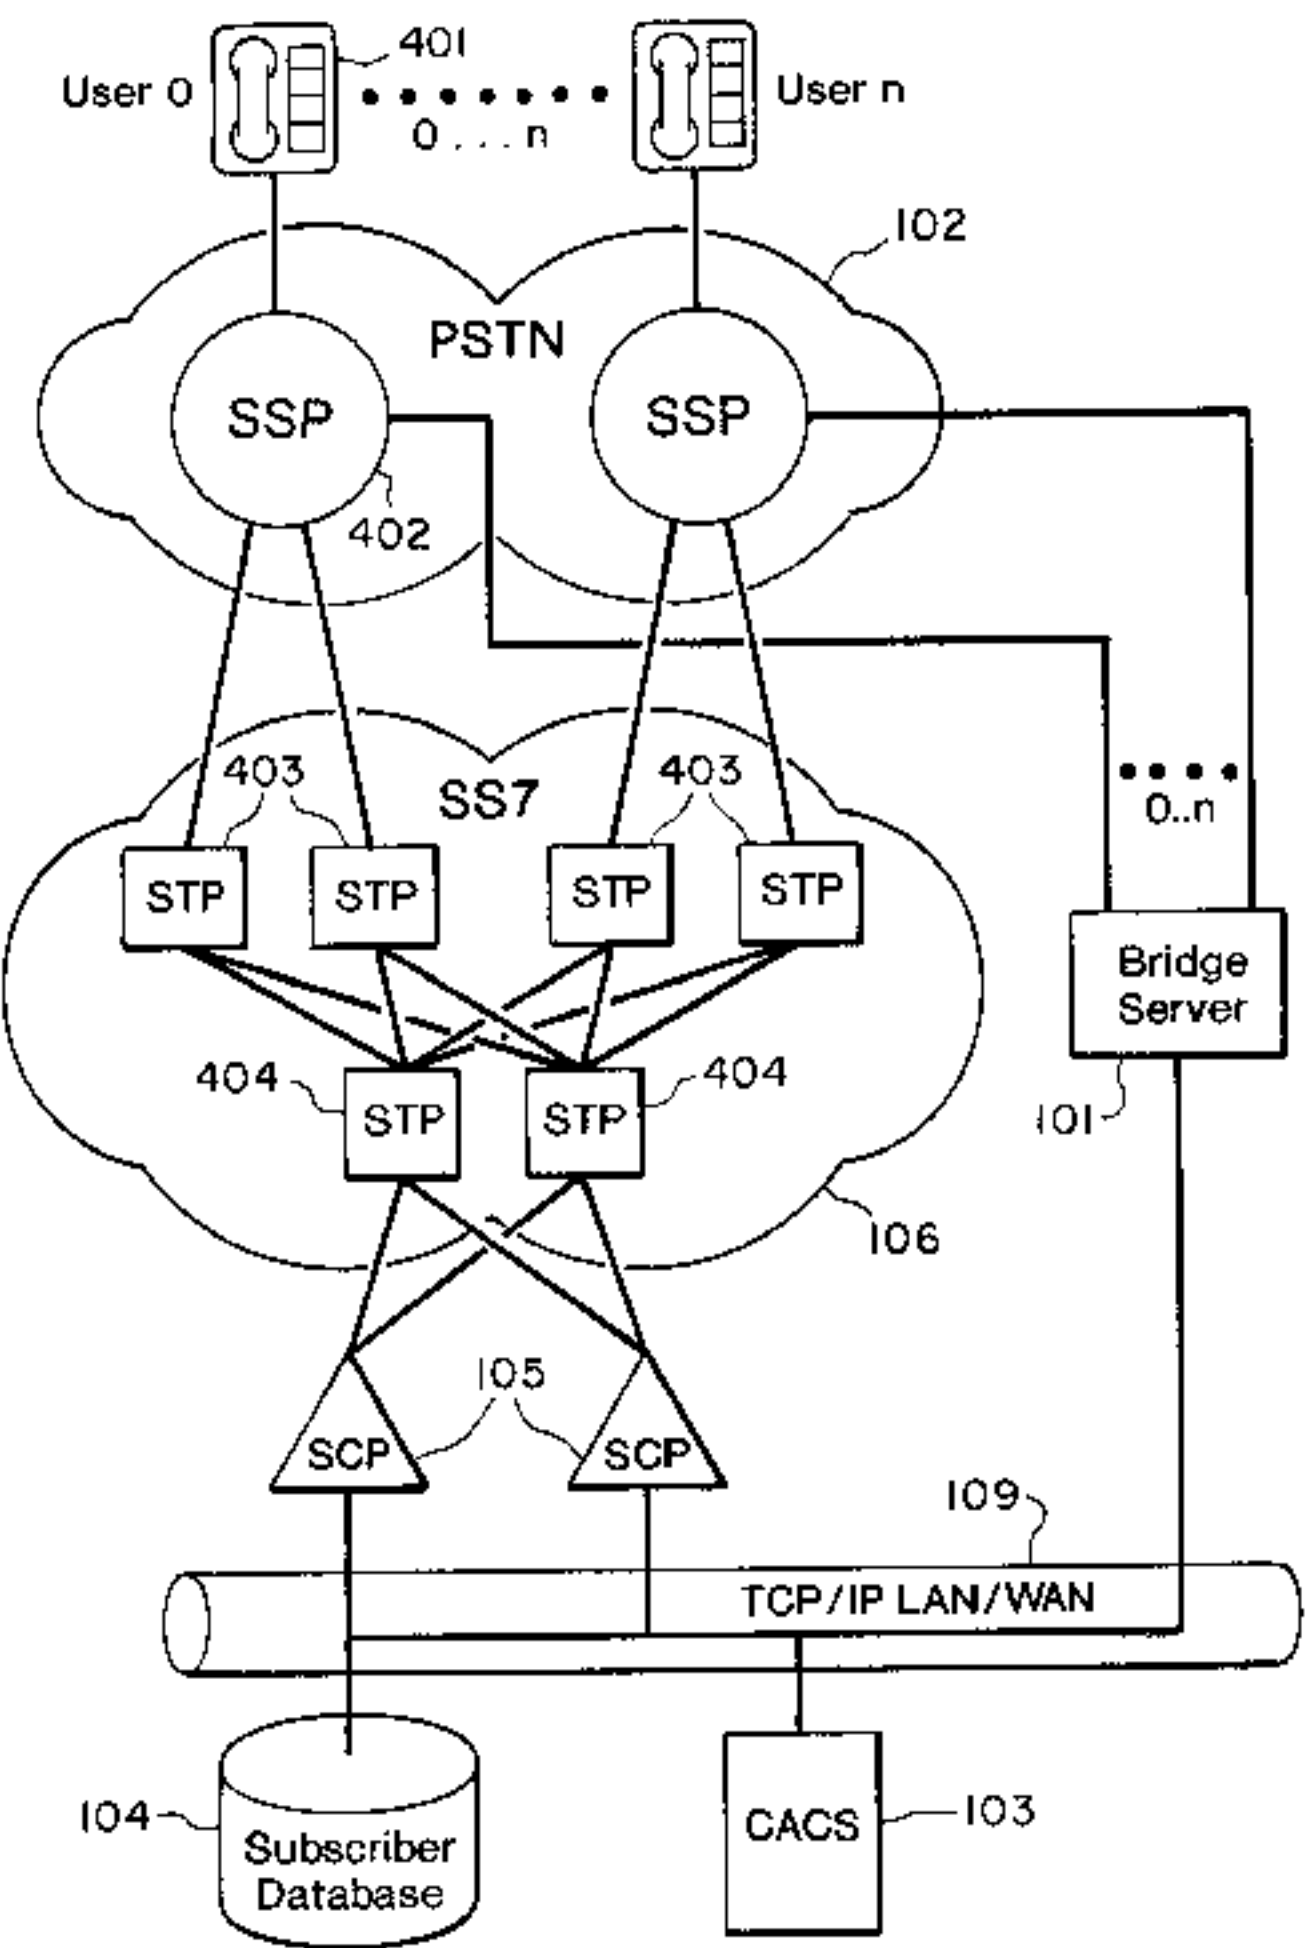 User 0
401
0 . . . n
User n
102
PSTN
SSP
SSP
402
403
SS7
403
0..n
STP
STP
STP
STP
Bridge
Server
404
STP
STP
404
101
106
105
SCP
SCP
109
TCP/IP LAN/WAN
104
Subscriber
Database
CACS
103